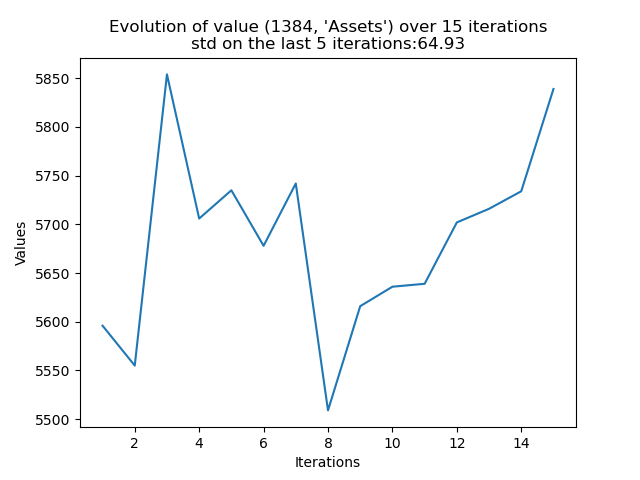 Evolution of value (1384, 'Assets') over 15 iterations
std on the last 5 iterations:64.93
5850
5800
5750
5700
5650
5600
5550
5500
Values
2 4 6 8 10 12 14
Iterations